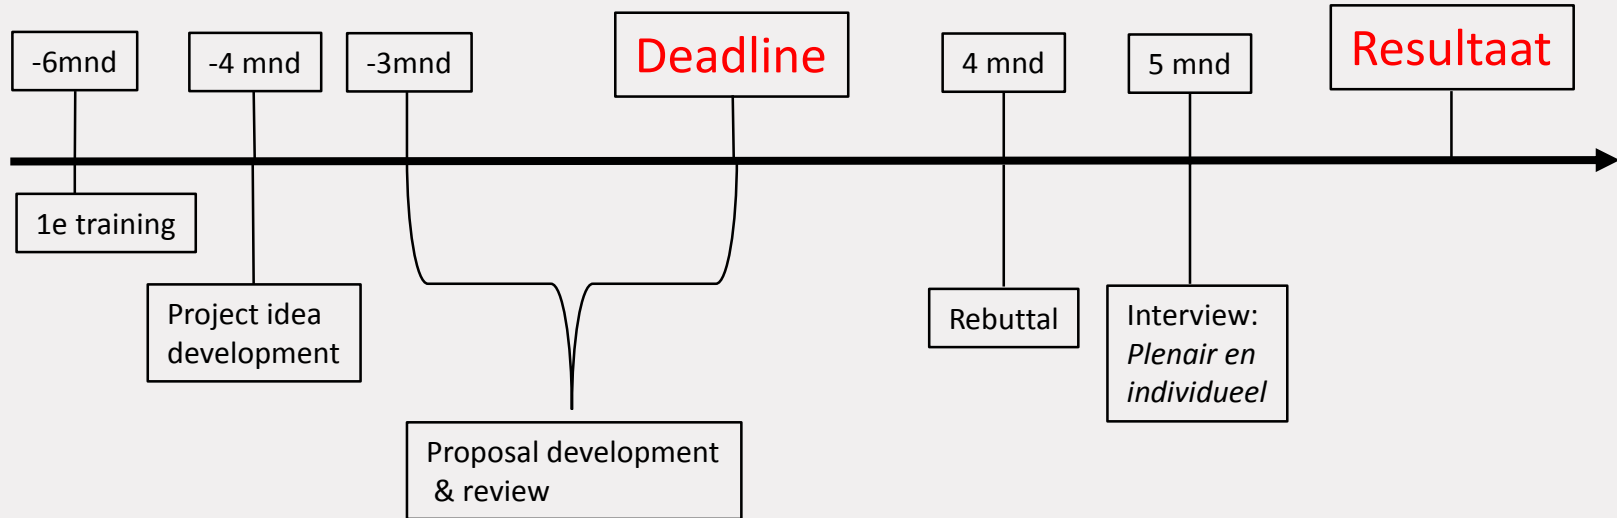 -6mnd
-4 mnd
-3mnd
Deadline
4 mnd
5 mnd
Resultaat
1e training
Project idea
development
Rebuttal
Interview:
Plenair en
individueel
Proposal development
& review